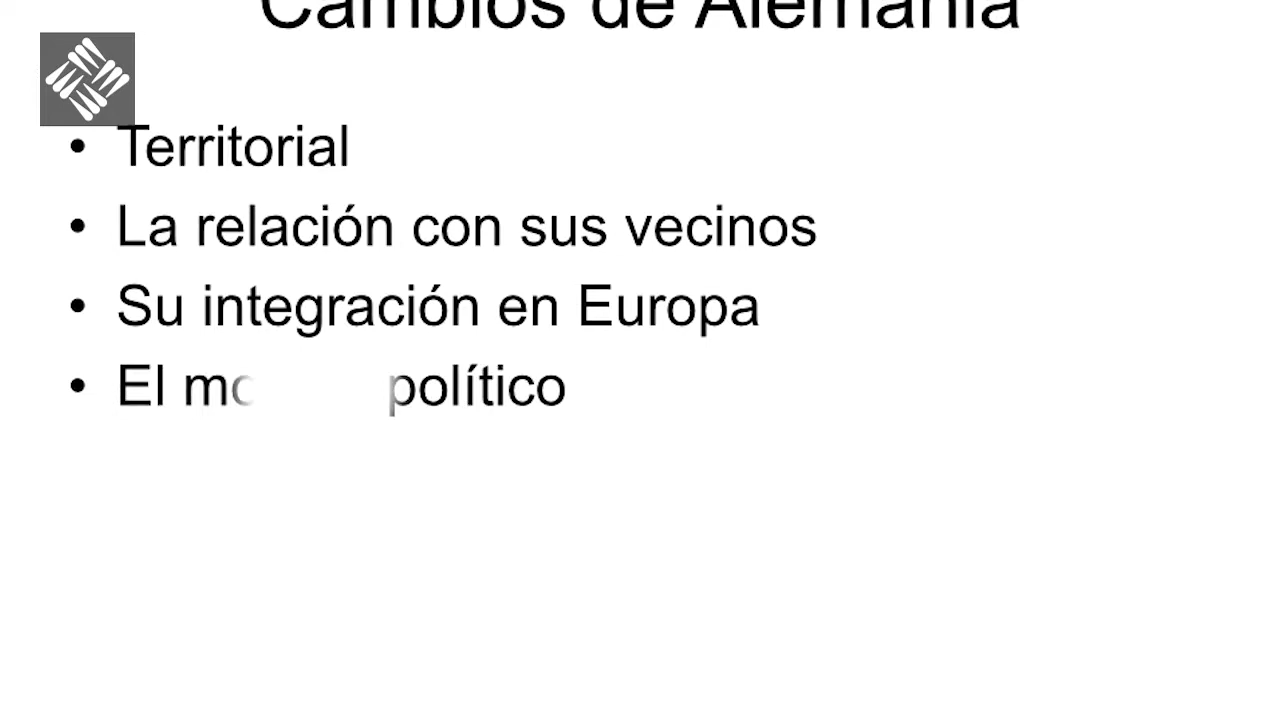 Cambios de Alemania
• Territorial
• La relación con sus vecinos
• Su integración en Europa
• El político